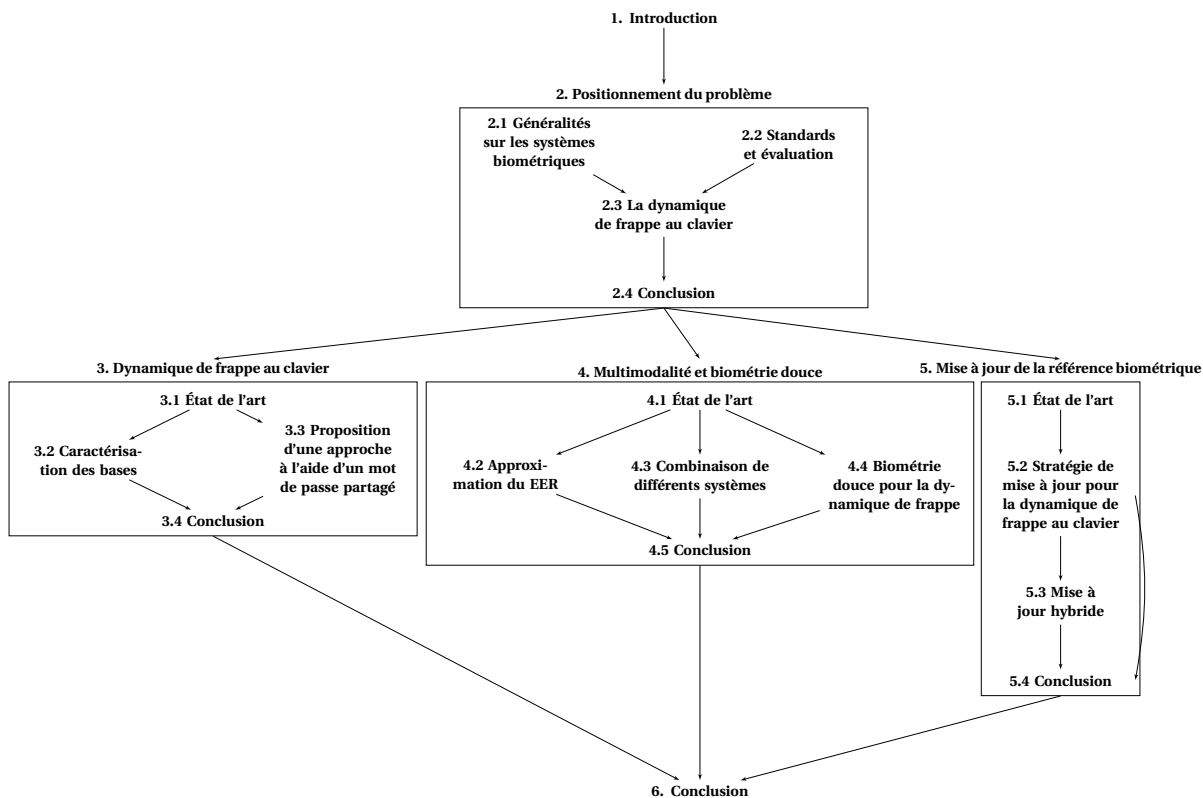 1. Introduction
2. Positionnement du problème
2.1 Généralités
sur les systèmes
biométriques
2.2 Standards
et évaluation
2.3 La dynamique
de frappe au clavier
2.4 Conclusion
3. Dynamique de frappe au clavier
3.1 État de l'art
3.2 Caractérisa-
tion des bases
3.3 Proposition
d'une approche
à l'aide d'un mot
de passe partagé
3.4 Conclusion
4. Multimodalité et biométrie douce
4.1 État de l'art
4.2 Approxi-
mation du EER
4.3 Combinaison de
différents systèmes
4.4 Biométrie
douce pour la dy-
namique de frappe
4.5 Conclusion
5. Mise à jour de la référence biométrique
5.1 État de l'art
5.2 Stratégie de
mise à jour pour
la dynamique de
frappe au clavier
5.3 Mise à
jour hybride
5.4 Conclusion
6. Conclusion